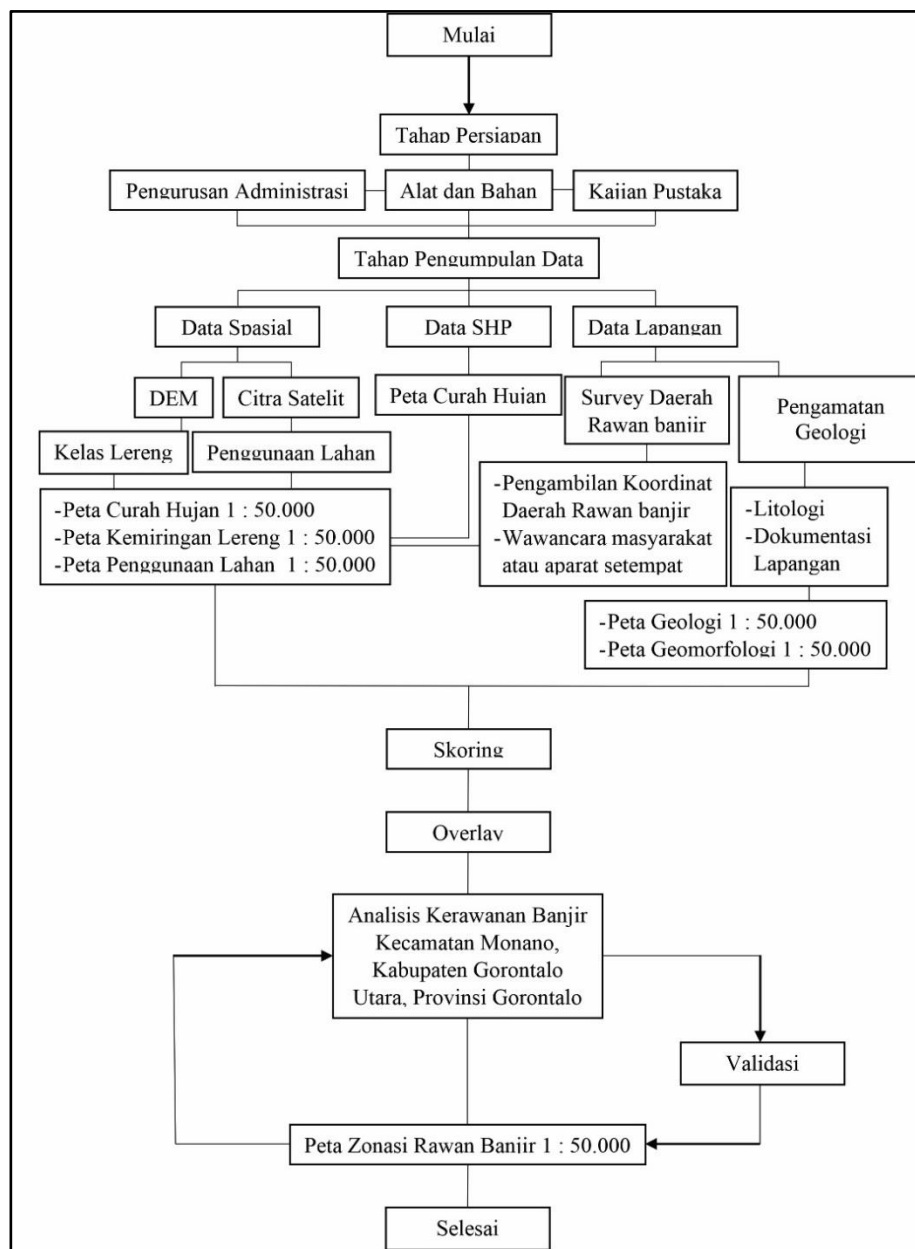 Mulai
Tahap Persiapan
Pengurusan Administrasi
Alat dan Bahan
Kajian Pustaka
Tahap Pengumpulan Data
Data Spasial
Data SHP
Data Lapangan
DEM
Citra Satelit
Peta Curah Hujan
Survey Daerah
Rawan banjir
Pengamatan
Geologi
Kelas Lereng
Penggunaan Lahan
-Peta Curah Hujan 1 : 50.000
-Peta Kemiringan Lereng 1 : 50.000
-Peta Penggunaan Lahan 1 : 50.000
-Pengambilan Koordinat
Daerah Rawan banjir
-Wawancara masyarakat
atau aparat setempat
-Litologi
-Dokumentasi
Lapangan
-Peta Geologi 1 : 50.000
-Peta Geomorfologi 1 : 50.000
Skoring
Overlay
Analisis Kerawanan Banjir
Kecamatan Monano,
Kabupaten Gorontalo
Utara, Provinsi Gorontalo
Validasi
Peta Zonasi Rawan Banjir 1 : 50.000
Selesai